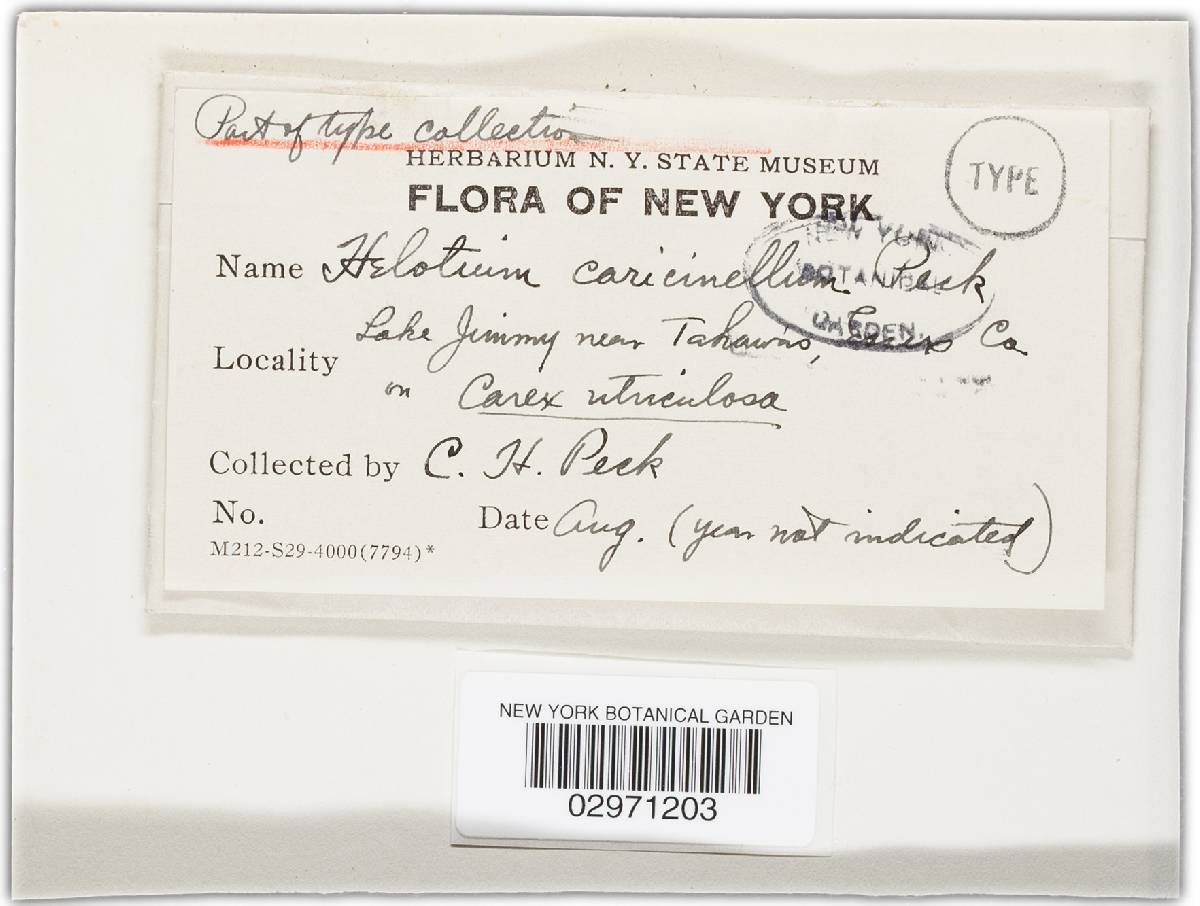 Part of type collection
HERBARIUM N. Y. STATE MUSEUM
TYPE
FLORA OF NEW YORK
NEW YORK
BOTANICAL
GARDEN
Name Helotium caricinellum Peck
Locality Lake Jimmy near Tahawus, Essex Co
on Carex utriculosa
Collected by C. H. Peck
No. Date Aug. (year not indicated)
M212-S29-4000(7794)*
NEW YORK BOTANICAL GARDEN
02971203